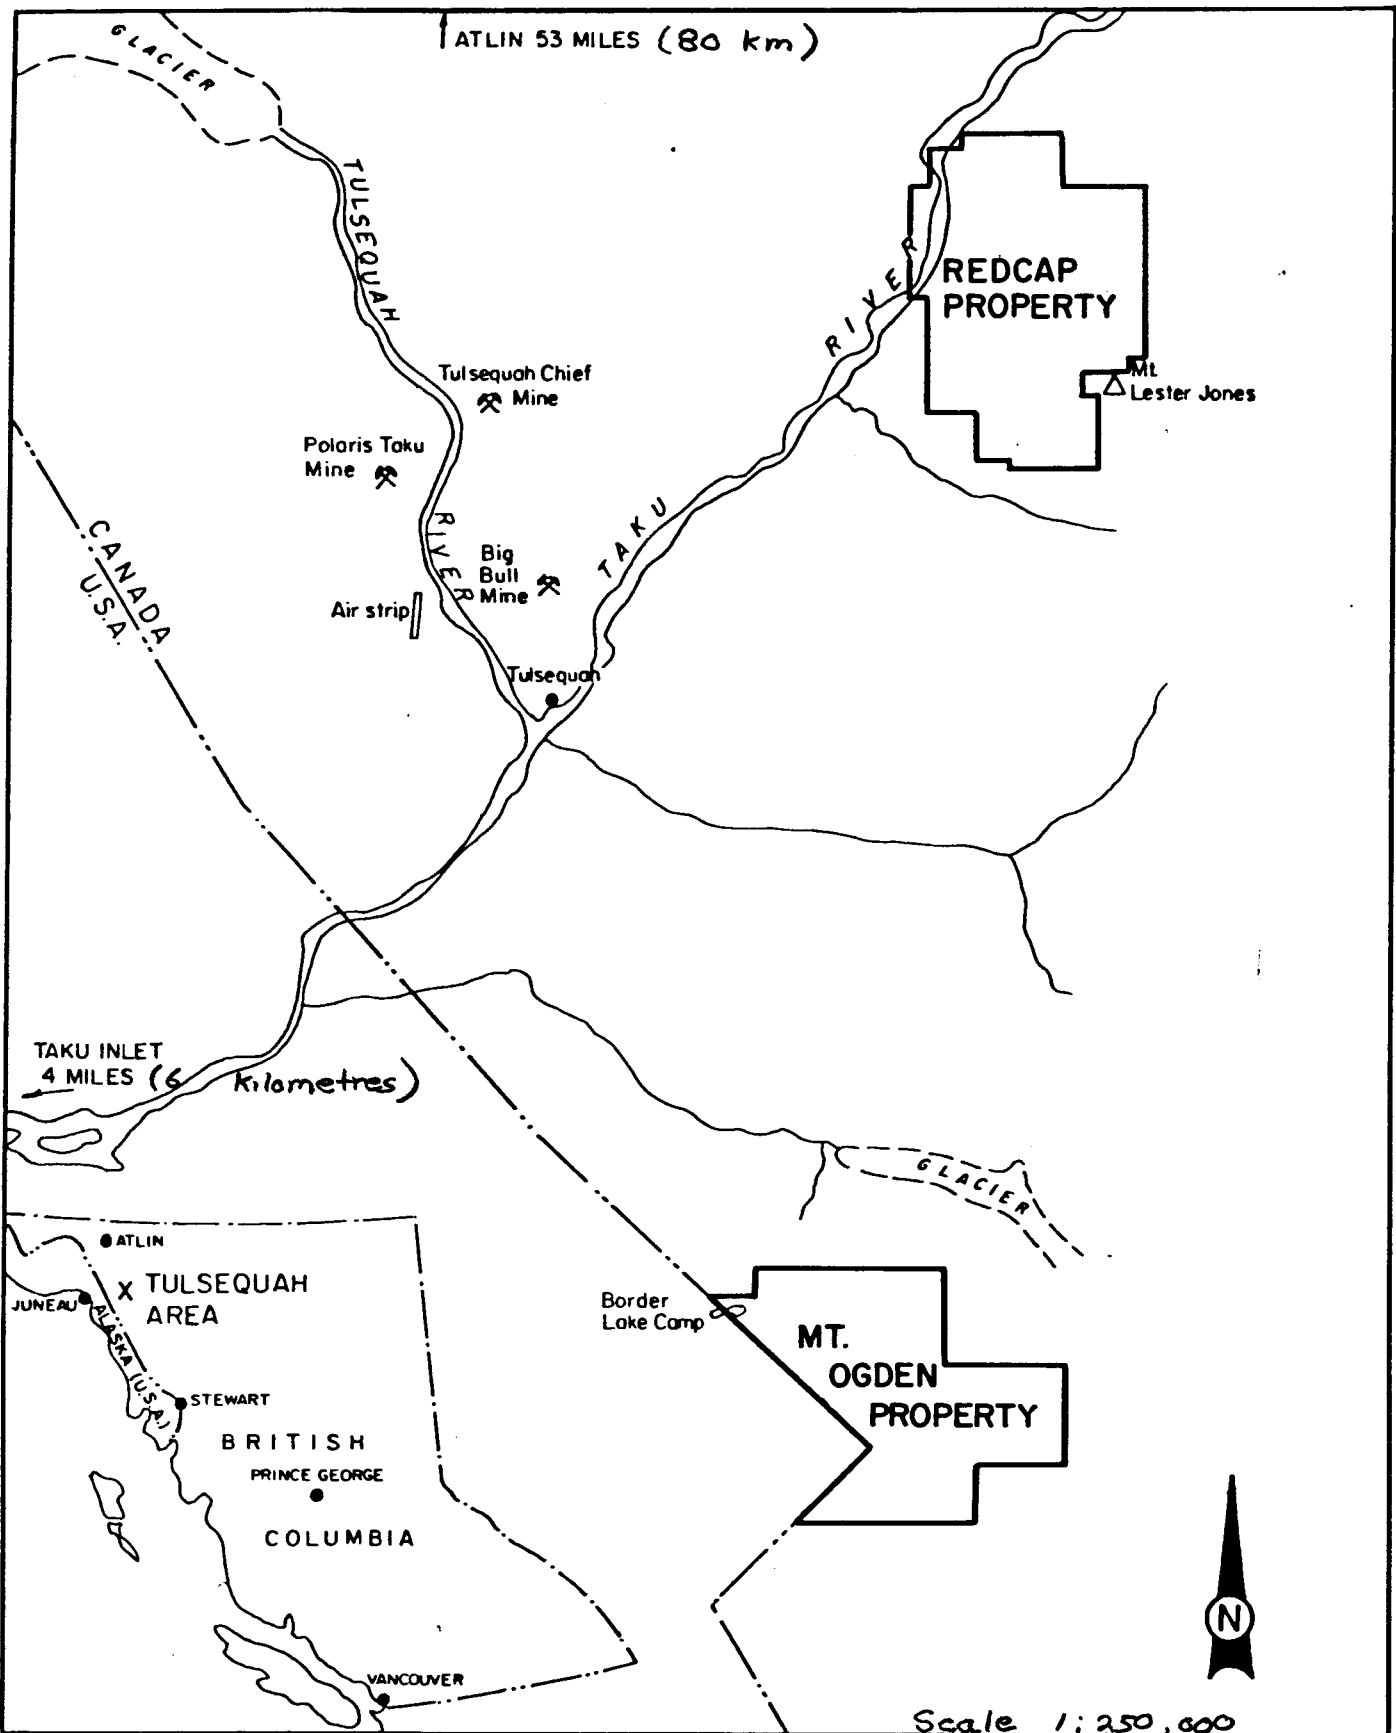 GLACIER
ATLIN 53 MILES (80 km)
TULSEQUAH
RIVER
REDCAP
PROPERTY
Tulsequah Chief
Mine
Mt.
Lester Jones
Polaris Taku
Mine
TAKU
RIVER
CANADA
U.S.A.
Big
Bull
Mine
Air strip
Tulsequah
TAKU INLET
4 MILES (6 kilometres)
GLACIER
ATLIN
X TULSEQUAH
AREA
JUNEAU
ALASKA (U.S.A.)
STEWART
BRITISH
PRINCE GEORGE
COLUMBIA
VANCOUVER
Border
Lake Camp
MT.
OGDEN
PROPERTY
N
Scale 1:250,000